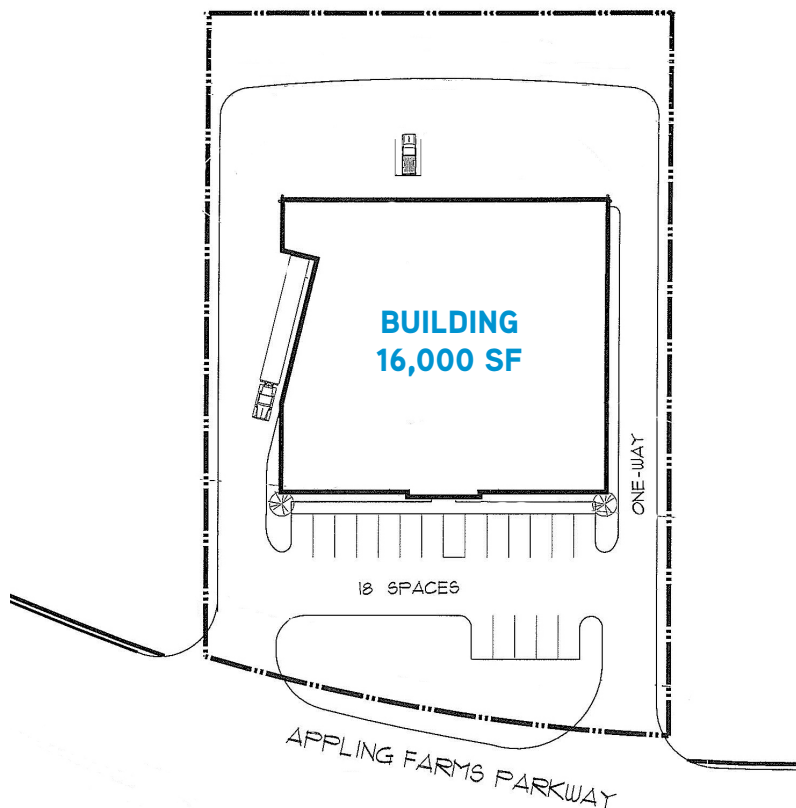 BUILDING
16,000 SF
ONE-WAY
18 SPACES
APPLING FARMS PARKWAY